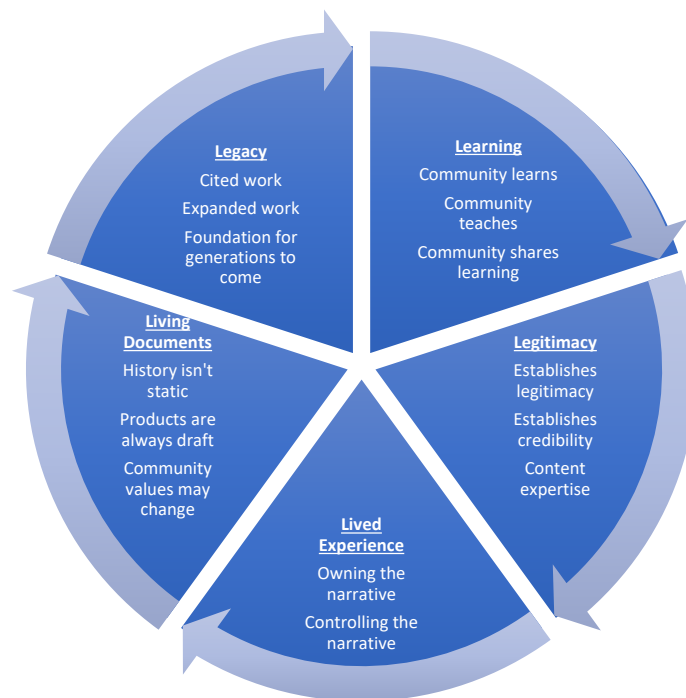 Legacy
Cited work
Expanded work
Foundation for
generations to
come
Learning
Community learns
Community
teaches
Community shares
learning
Legitimacy
Establishes
legitimacy
Establishes
credibility
Content
expertise
Lived
Experience
Owning the
narrative
Controlling the
narrative
Living
Documents
History isn't
static
Products are
always draft
Community
values may
change